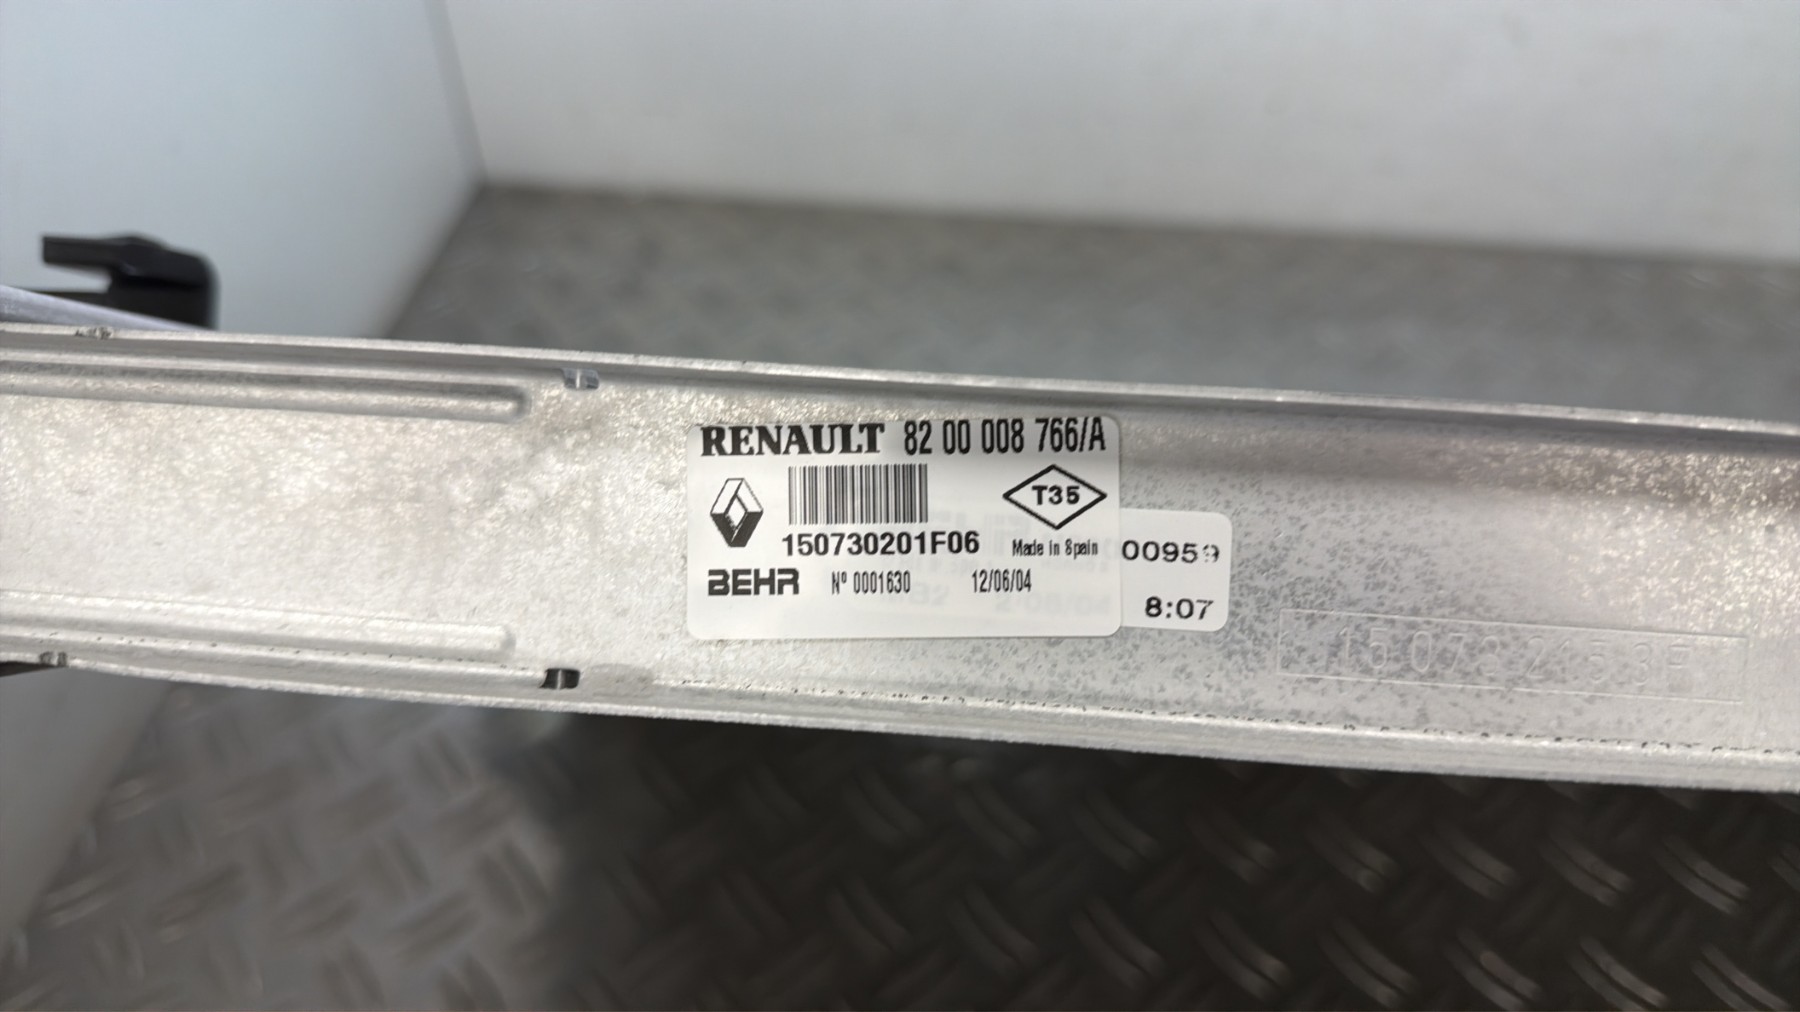 RENAULT 82 00 008 766/A
T35
150730201F06 Made in Spain
BEHR Nº 0001630 12/06/04
00959
8:07